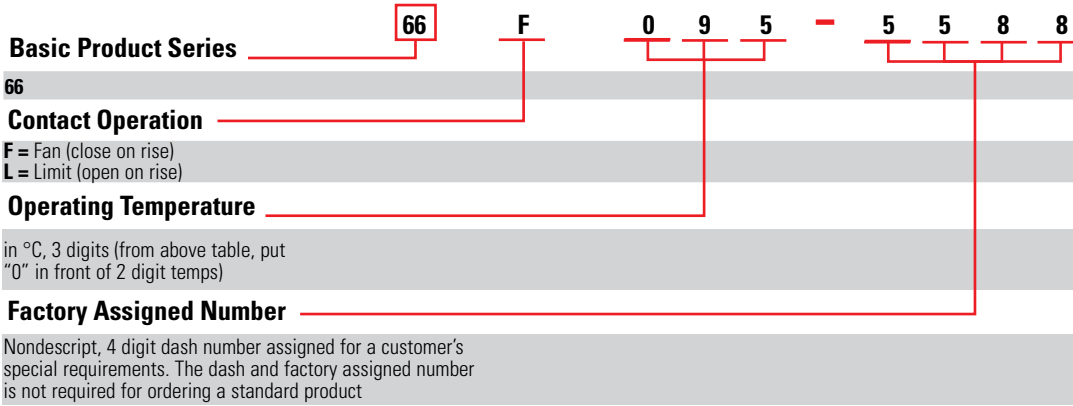 66 F 0 9 5 - 5 5 8 8
Basic Product Series
66
Contact Operation
F = Fan (close on rise)
L = Limit (open on rise)
Operating Temperature
in °C, 3 digits (from above table, put
“0” in front of 2 digit temps)
Factory Assigned Number
Nondescript, 4 digit dash number assigned for a customer’s
special requirements. The dash and factory assigned number
is not required for ordering a standard product